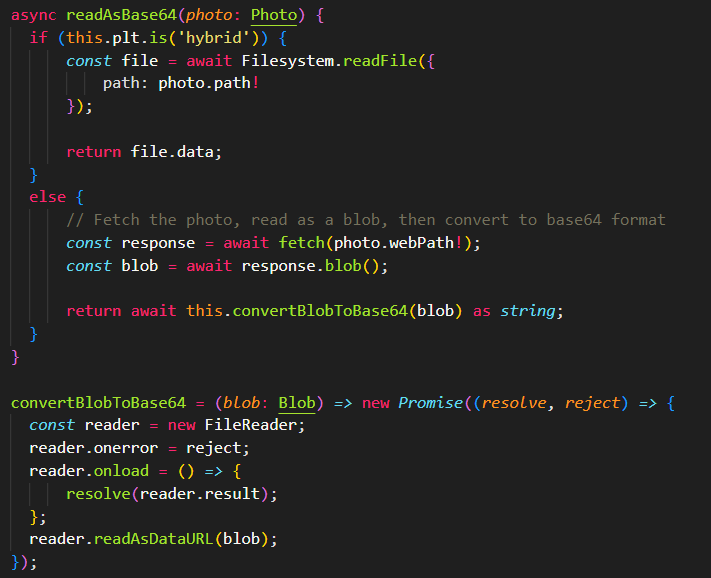 async readAsBase64(photo: Photo) {
  if (this.plt.is('hybrid')) {
      const file = await Filesystem.readFile({
          path: photo.path!
      });

      return file.data;
  }
  else {
      // Fetch the photo, read as a blob, then convert to base64 format
      const response = await fetch(photo.webPath!);
      const blob = await response.blob();

      return await this.convertBlobToBase64(blob) as string;
  }
}

convertBlobToBase64 = (blob: Blob) => new Promise((resolve, reject) => {
  const reader = new FileReader;
  reader.onerror = reject;
  reader.onload = () => {
      resolve(reader.result);
  };
  reader.readAsDataURL(blob);
});